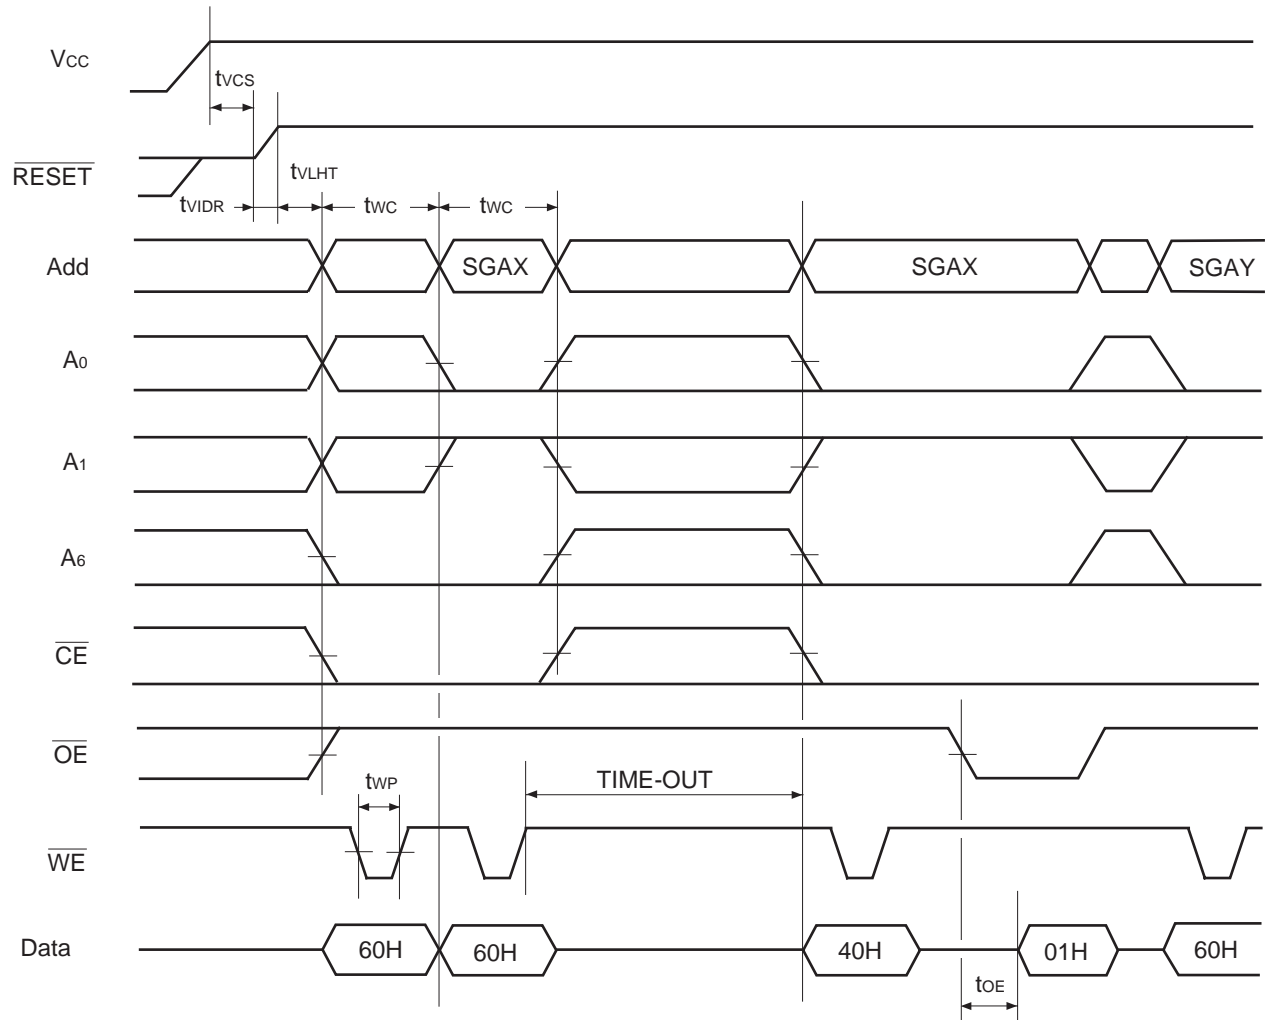 Vcc
tVCS
RESET
tVLHT
tVIDR
tWC
tWC
Add
SGAX
SGAX
SGAY
A0
A1
A6
CE
OE
TIME-OUT
tWP
WE
Data
60H
60H
40H
01H
60H
tOE